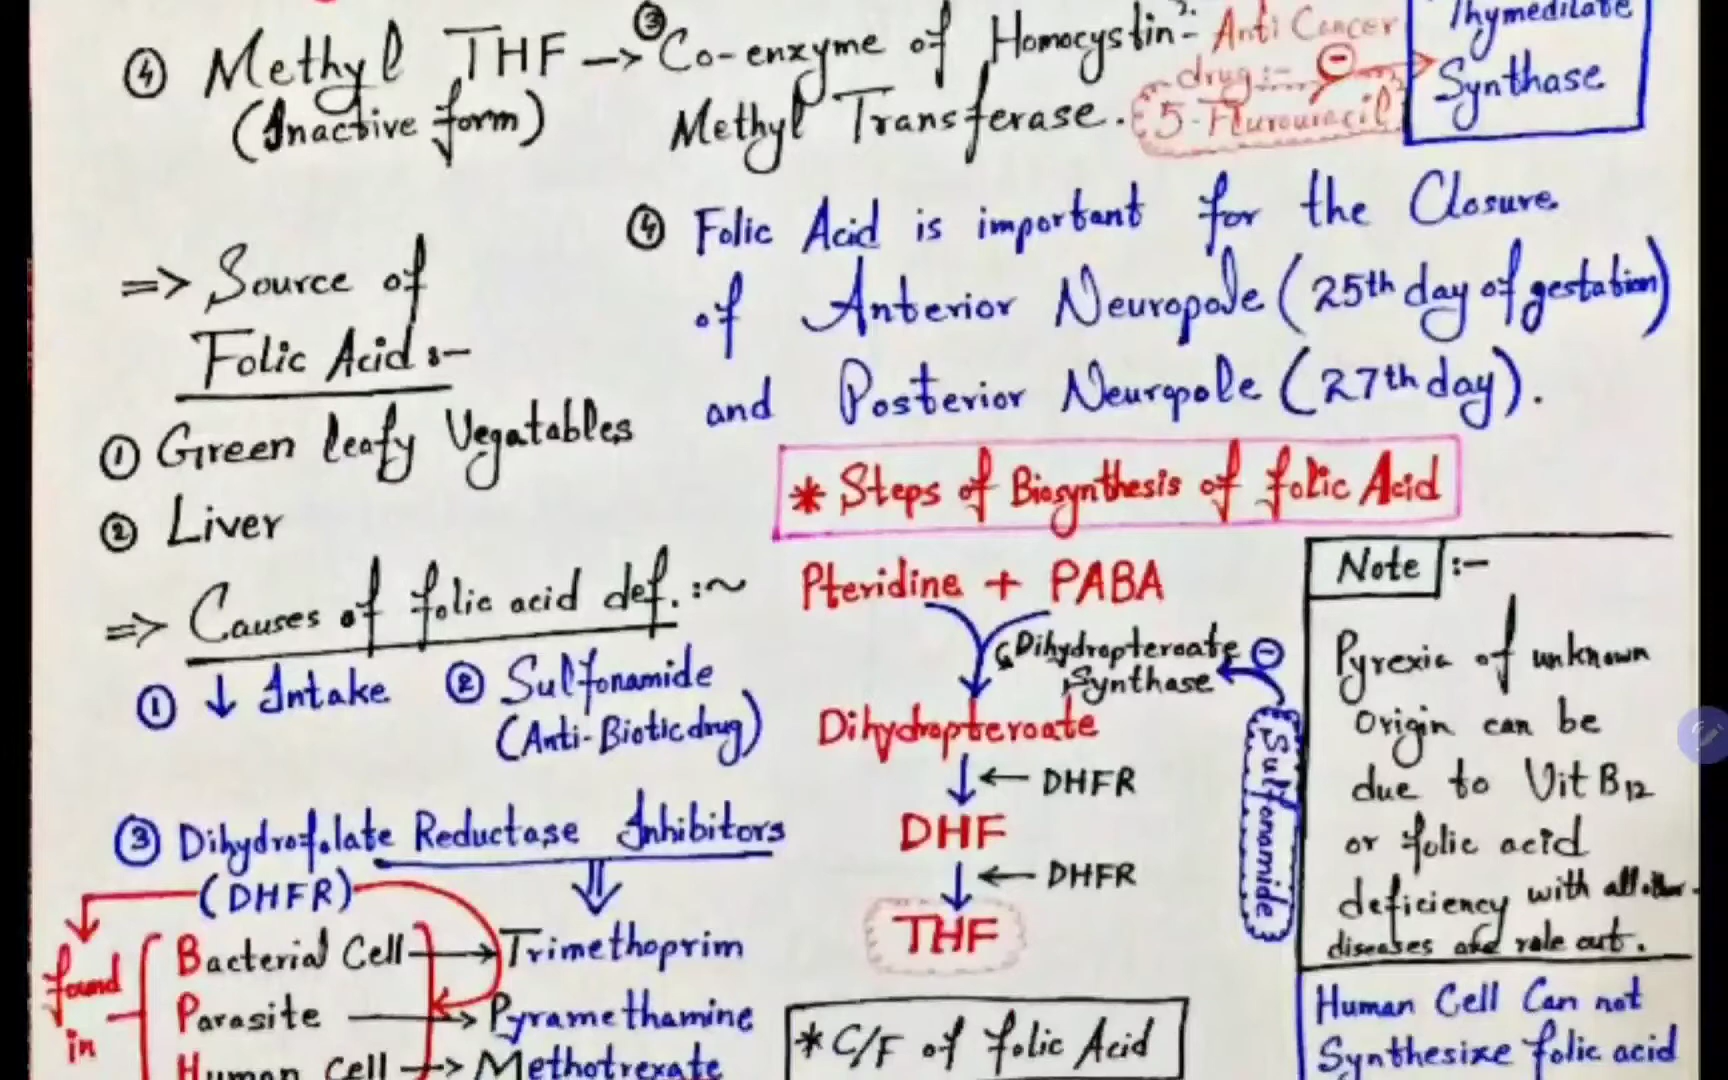 ④ Methyl THF → ③ Co-enzyme of Homocystin:-
(Inactive form)
Methyl Transferase.
Anti Cancer
drug:- ⊖
5-Flurouracil
Thymedilate
Synthase
④ Folic Acid is important for the Closure
of Anterior Neuropole (25th day of gestation)
and Posterior Neuropole (27th day).
=> Source of
Folic Acid:-
① Green leafy Vegatables
② Liver
=> Causes of folic acid def.:~
① ↓ Intake
② Sulfonamide
(Anti-Biotic drug)
③ Dihydrofolate Reductase Inhibitors
(DHFR)
found
in
Bacterial Cell → Trimethoprim
Parasite → Pyramethamine
Human Cell → Methotrexate
* Steps of Biosynthesis of folic Acid
Pteridine + PABA
Dihydropteroate ⊖
Synthase
Sulfonamide
Dihydropteroate
↓ ← DHFR
DHF
↓ ← DHFR
THF
* C/F of folic Acid
Note :-
Pyrexia of unknown
origin can be
due to Vit B12
or folic acid
deficiency with all other
diseases are role out.
Human Cell Can not
Synthesize folic acid